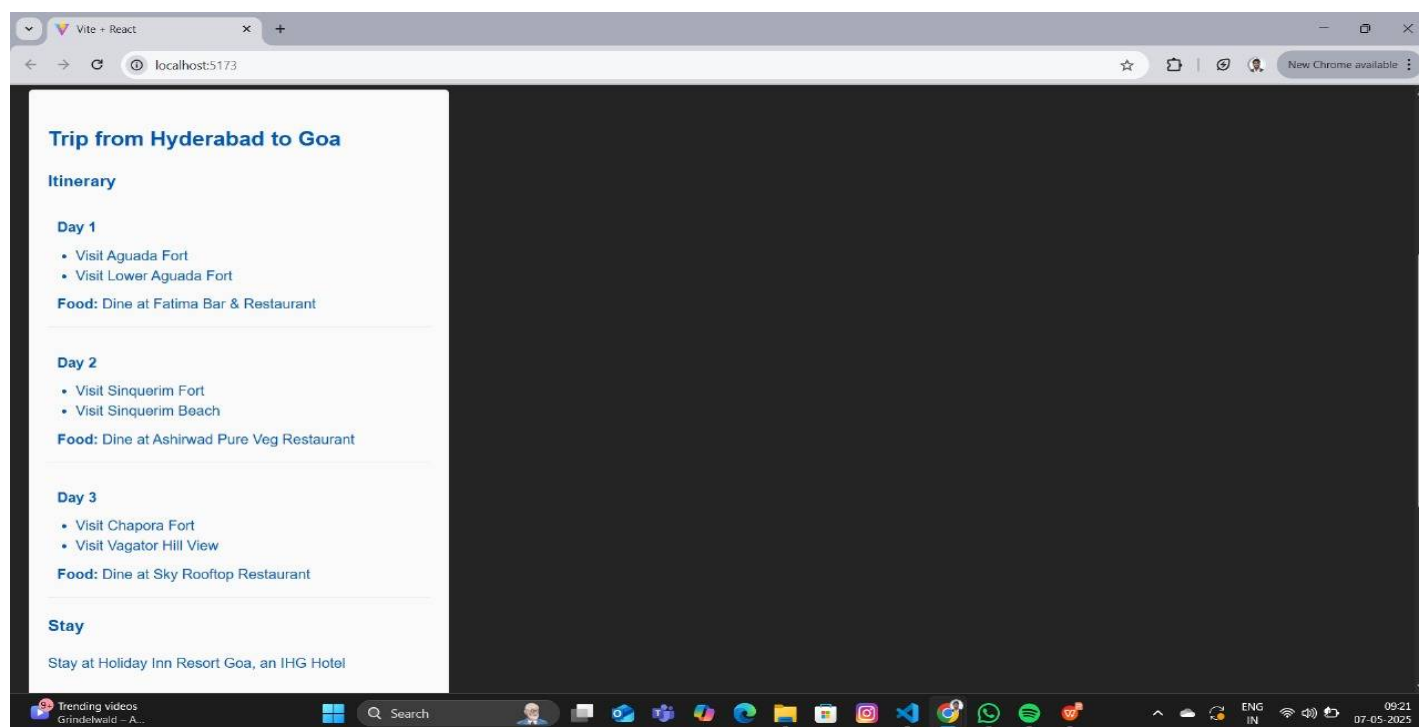 Vite + React
localhost:5173
New Chrome available
Trip from Hyderabad to Goa
Itinerary
Day 1
• Visit Aguada Fort
• Visit Lower Aguada Fort
Food: Dine at Fatima Bar & Restaurant
Day 2
• Visit Sinquerim Fort
• Visit Sinquerim Beach
Food: Dine at Ashirwad Pure Veg Restaurant
Day 3
• Visit Chapora Fort
• Visit Vagator Hill View
Food: Dine at Sky Rooftop Restaurant
Stay
Stay at Holiday Inn Resort Goa, an IHG Hotel
9+
Trending videos
Grindelwald – A...
Search
ENG
IN
09:21
07-05-2025